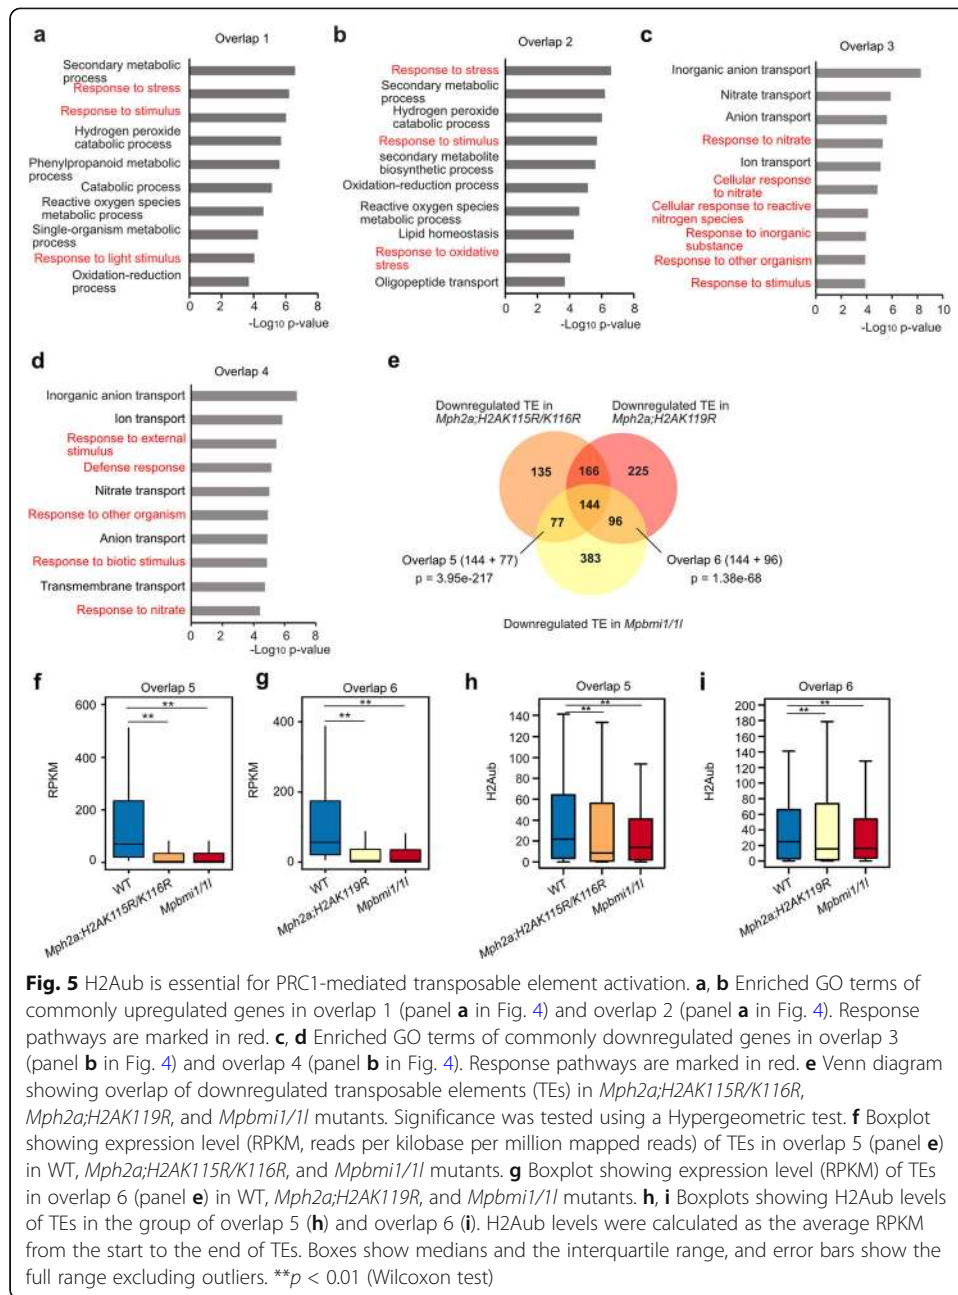 a
Overlap 1
Secondary metabolic
process
Response to stress
Response to stimulus
Hydrogen peroxide
catabolic process
Phenylpropanoid metabolic
process
Catabolic process
Reactive oxygen species
metabolic process
Single-organism metabolic
process
Response to light stimulus
Oxidation-reduction
process
0 2 4 6 8
-Log10 p-value
b
Overlap 2
Response to stress
Secondary metabolic
process
Hydrogen peroxide
catabolic process
Response to stimulus
secondary metabolite
biosynthetic process
Oxidation-reduction process
Reactive oxygen species
metabolic process
Lipid homeostasis
Response to oxidative
stress
Oligopeptide transport
0 2 4 6 8
-Log10 p-value
c
Overlap 3
Inorganic anion transport
Nitrate transport
Anion transport
Response to nitrate
Ion transport
Cellular response
to nitrate
Cellular response to reactive
nitrogen species
Response to inorganic
substance
Response to other organism
Response to stimulus
0 2 4 6 8 10
-Log10 p-value
d
Overlap 4
Inorganic anion transport
Ion transport
Response to external
stimulus
Defense response
Nitrate transport
Response to other organism
Anion transport
Response to biotic stimulus
Transmembrane transport
Response to nitrate
0 2 4 6 8
-Log10 p-value
e
Downregulated TE in
Mph2a;H2AK115R/K116R
Downregulated TE in
Mph2a;H2AK119R
135
166
225
144
77
96
383
Overlap 5 (144 + 77)
p = 3.95e-217
Overlap 6 (144 + 96)
p = 1.38e-68
Downregulated TE in Mpbmi1/1l
f
Overlap 5
**
**
600
400
200
0
RPKM
WT
Mph2a;H2AK115R/K116R
Mpbmi1/1l
g
Overlap 6
**
**
400
200
0
RPKM
WT
Mph2a;H2AK119R
Mpbmi1/1l
h
Overlap 5
**
**
140
120
100
80
60
40
20
0
H2Aub
WT
Mph2a;H2AK115R/K116R
Mpbmi1/1l
i
Overlap 6
**
**
200
180
160
140
120
100
80
60
40
20
0
H2Aub
WT
Mph2a;H2AK119R
Mpbmi1/1l
Fig. 5 H2Aub is essential for PRC1-mediated transposable element activation. a, b Enriched GO terms of
commonly upregulated genes in overlap 1 (panel a in Fig. 4) and overlap 2 (panel a in Fig. 4). Response
pathways are marked in red. c, d Enriched GO terms of commonly downregulated genes in overlap 3
(panel b in Fig. 4) and overlap 4 (panel b in Fig. 4). Response pathways are marked in red. e Venn diagram
showing overlap of downregulated transposable elements (TEs) in Mph2a;H2AK115R/K116R,
Mph2a;H2AK119R, and Mpbmi1/1l mutants. Significance was tested using a Hypergeometric test. f Boxplot
showing expression level (RPKM, reads per kilobase per million mapped reads) of TEs in overlap 5 (panel e)
in WT, Mph2a;H2AK115R/K116R, and Mpbmi1/1l mutants. g Boxplot showing expression level (RPKM) of TEs
in overlap 6 (panel e) in WT, Mph2a;H2AK119R, and Mpbmi1/1l mutants. h, i Boxplots showing H2Aub levels
of TEs in the group of overlap 5 (h) and overlap 6 (i). H2Aub levels were calculated as the average RPKM
from the start to the end of TEs. Boxes show medians and the interquartile range, and error bars show the
full range excluding outliers. **p < 0.01 (Wilcoxon test)